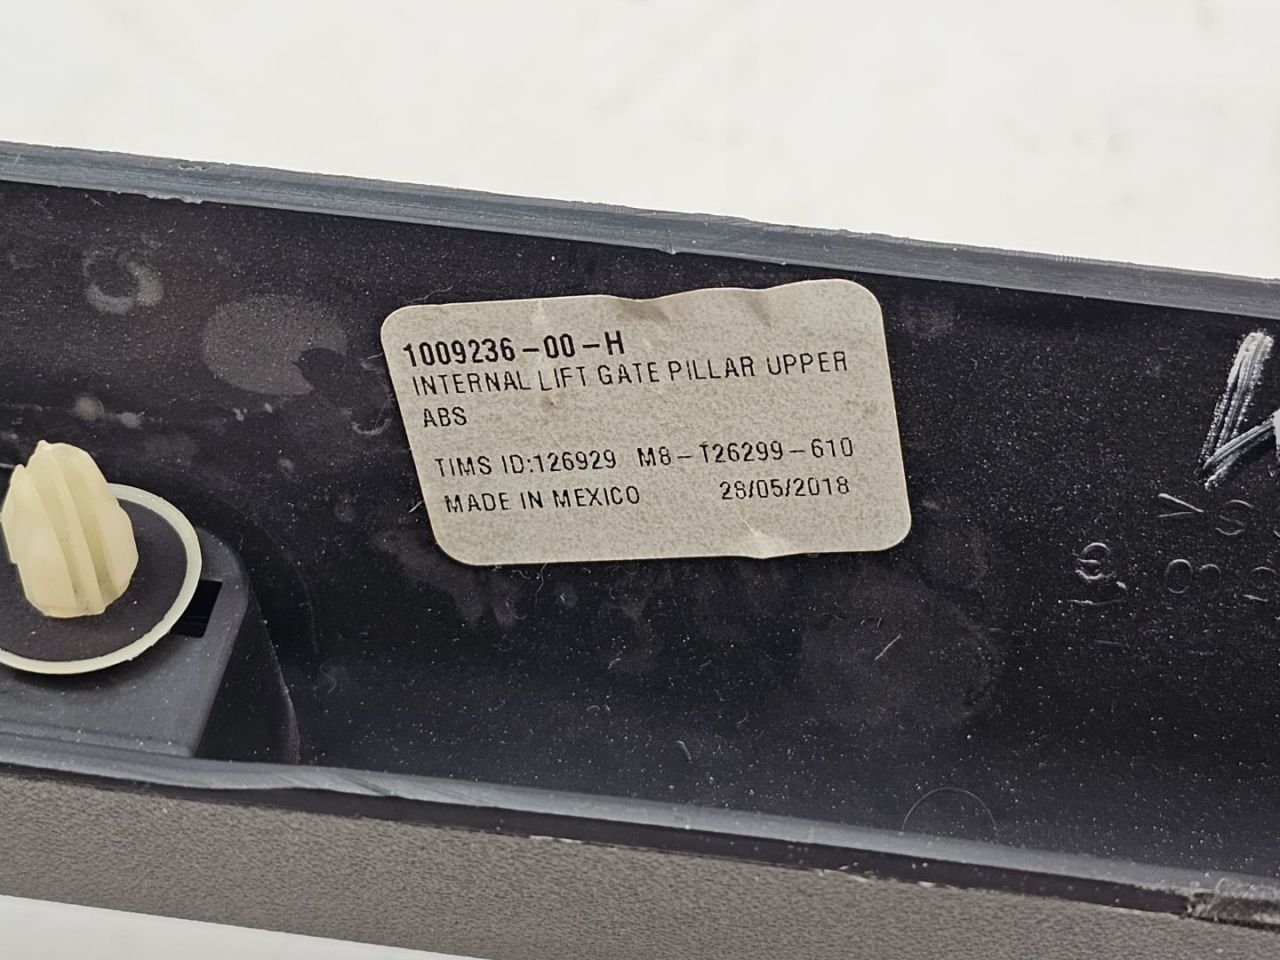 1009236-00-H
INTERNAL LIFT GATE PILLAR UPPER
ABS
TIMS ID:126929 M8-T26299-610
MADE IN MEXICO 28/05/2018